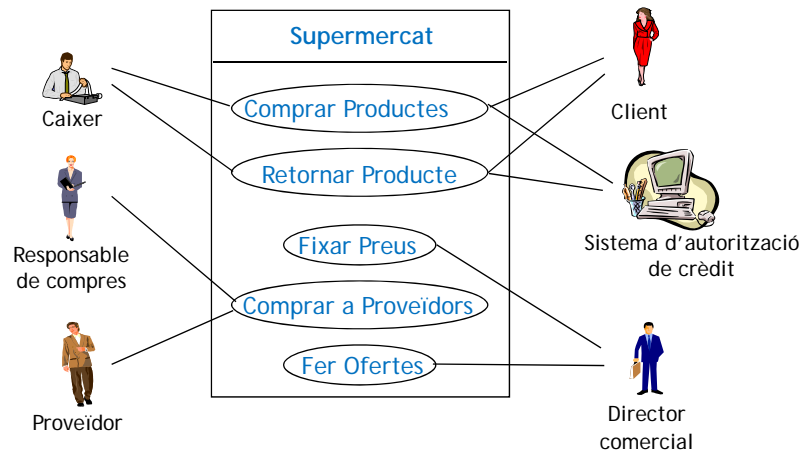 Supermercat
Caixer
Comprar Productes
Client
Retornar Producte
Responsable
de compres
Fixar Preus
Sistema d'autorització
de crèdit
Comprar a Proveïdors
Fer Ofertes
Proveïdor
Director
comercial